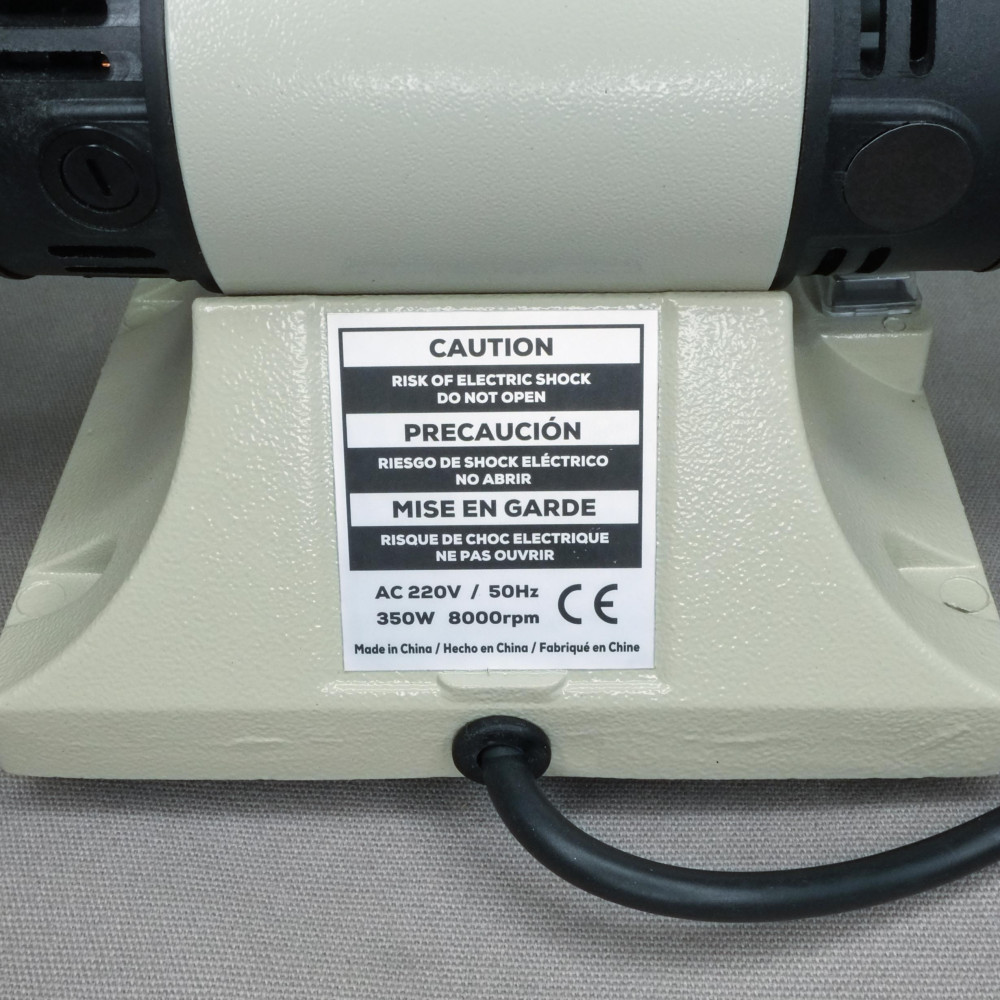 CAUTION
RISK OF ELECTRIC SHOCK
DO NOT OPEN
PRECAUCIÓN
RIESGO DE SHOCK ELÉCTRICO
NO ABRIR
MISE EN GARDE
RISQUE DE CHOC ELECTRIQUE
NE PAS OUVRIR
AC 220V / 50Hz
350W 8000rpm CE
Made in China / Hecho en China / Fabriqué en Chine